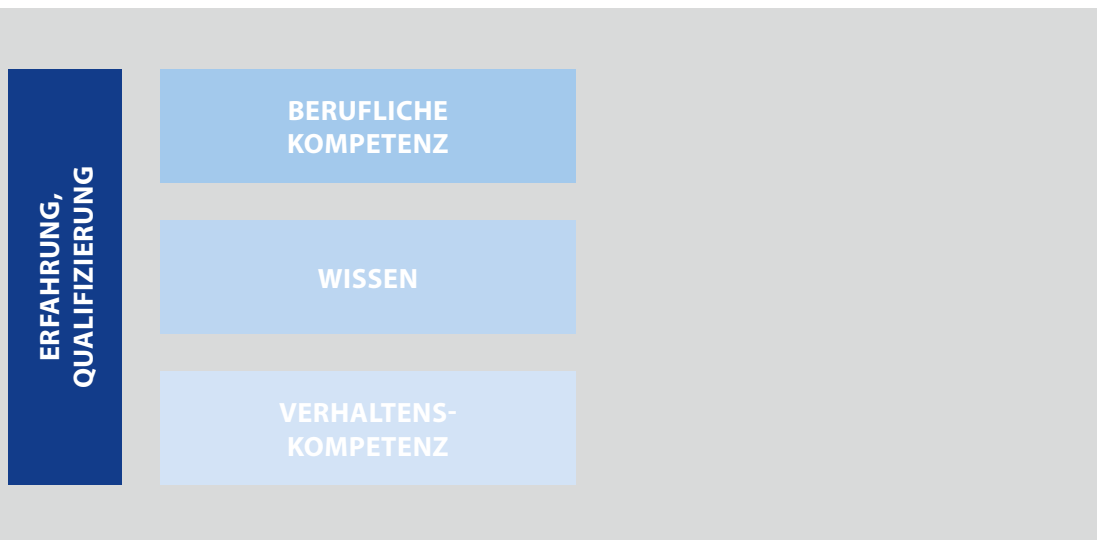 ERFAHRUNG,
QUALIFIZIERUNG
BERUFLICHE
KOMPETENZ
WISSEN
VERHALTENS-
KOMPETENZ